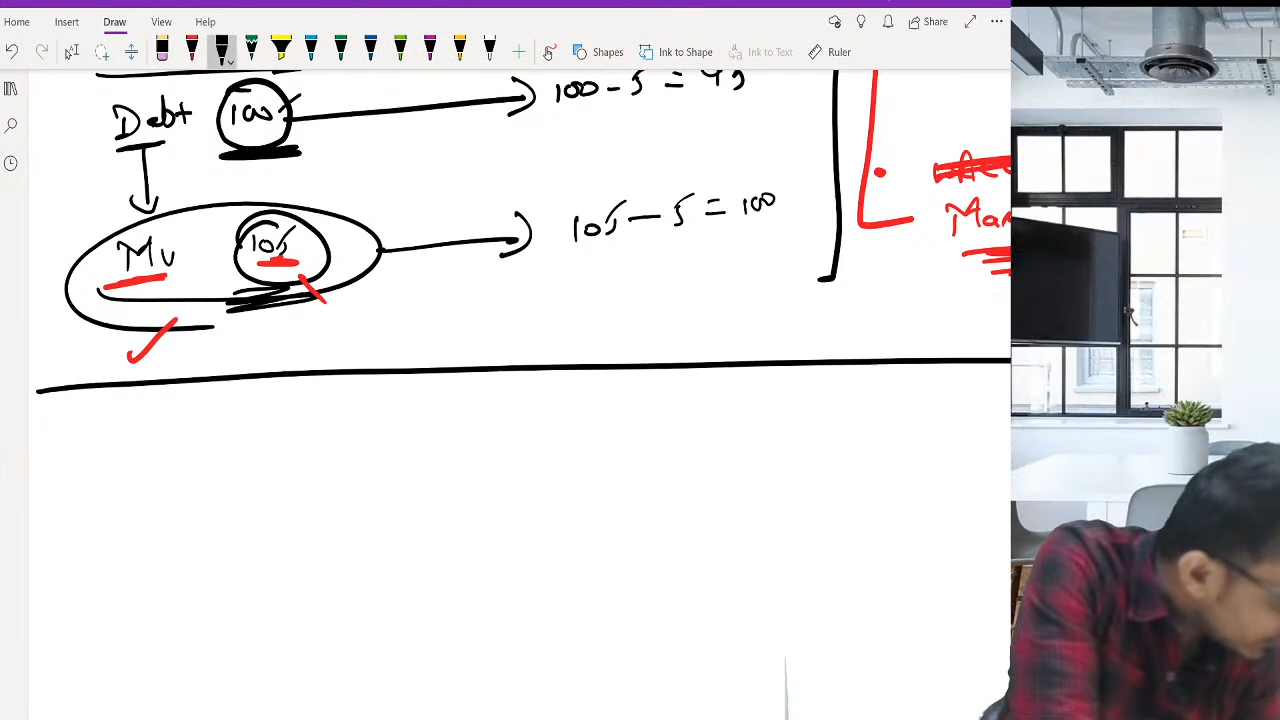 Home Insert Draw View Help Share
Shapes Ink to Shape Ink to Text Ruler
Debt 100 100 - 5 = 95
Mv 105 105 - 5 = 100